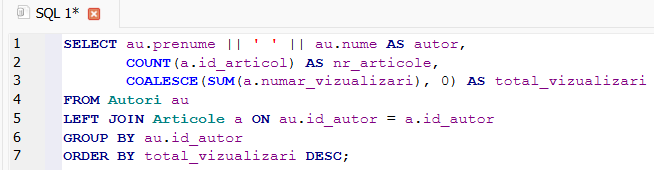 SQL 1*
1 SELECT au.prenume || ' ' || au.nume AS autor,
2 COUNT(a.id_articol) AS nr_articole,
3 COALESCE(SUM(a.numar_vizualizari), 0) AS total_vizualizari
4 FROM Autori au
5 LEFT JOIN Articole a ON au.id_autor = a.id_autor
6 GROUP BY au.id_autor
7 ORDER BY total_vizualizari DESC;